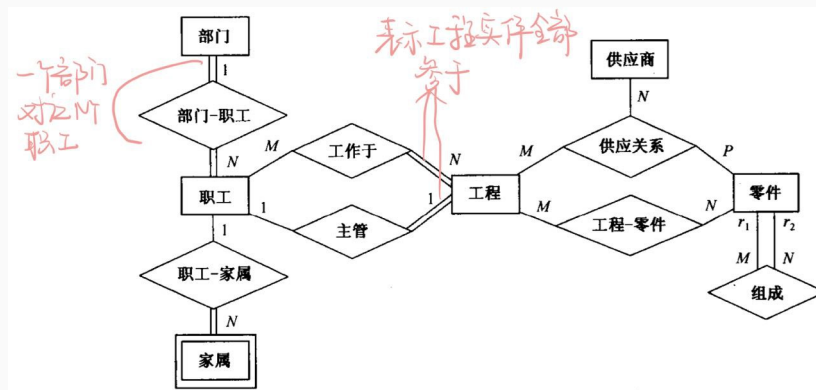 部门
表示工程实体全部
参于
供应商
一个部门
对应N个
职工
1
部门-职工
N
供应关系
M
工作于
N
M
P
N
职工
工程
零件
1
主管
1
M
工程-零件
N
r₁
r₂
1
职工-家属
M
N
组成
N
家属